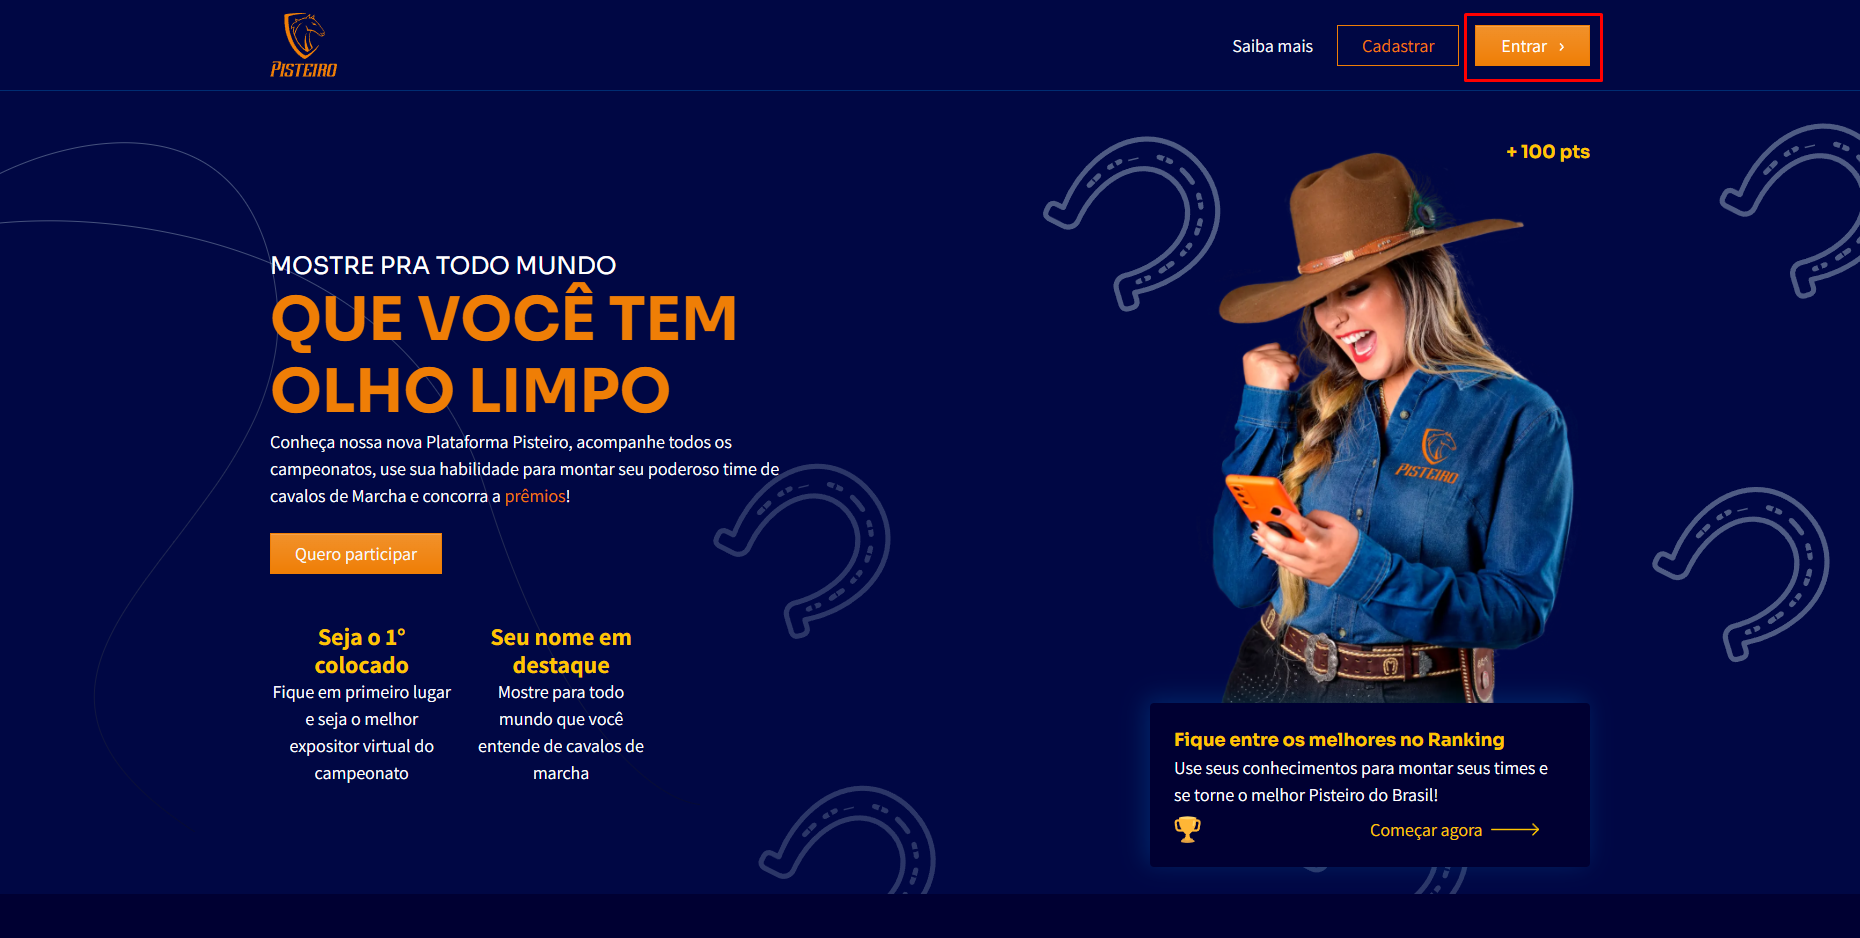 PISTEIRO
Saiba mais
Cadastrar
Entrar ›
+ 100 pts
MOSTRE PRA TODO MUNDO
QUE VOCÊ TEM
OLHO LIMPO
Conheça nossa nova Plataforma Pisteiro, acompanhe todos os
campeonatos, use sua habilidade para montar seu poderoso time de
cavalos de Marcha e concorra a prêmios!
Quero participar
Seja o 1°
colocado
Fique em primeiro lugar
e seja o melhor
expositor virtual do
campeonato
Seu nome em
destaque
Mostre para todo
mundo que você
entende de cavalos de
marcha
PISTEIRO
Fique entre os melhores no Ranking
Use seus conhecimentos para montar seus times e
se torne o melhor Pisteiro do Brasil!
Começar agora